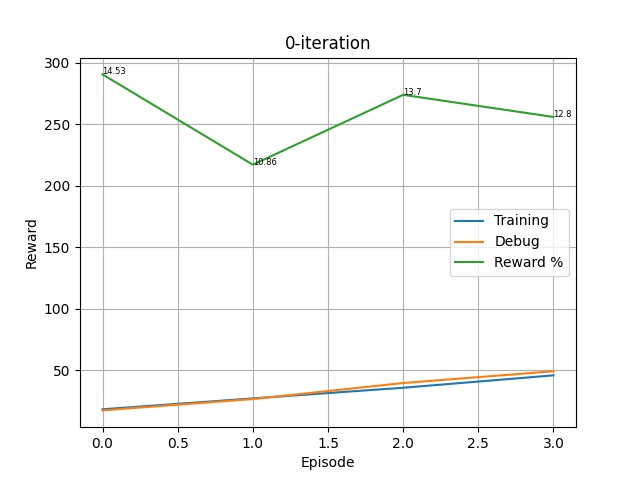 0-iteration
300
250
200
150
100
50
Reward
14.53
10.86
13.7
12.8
Training
Debug
Reward %
0.0 0.5 1.0 1.5 2.0 2.5 3.0
Episode